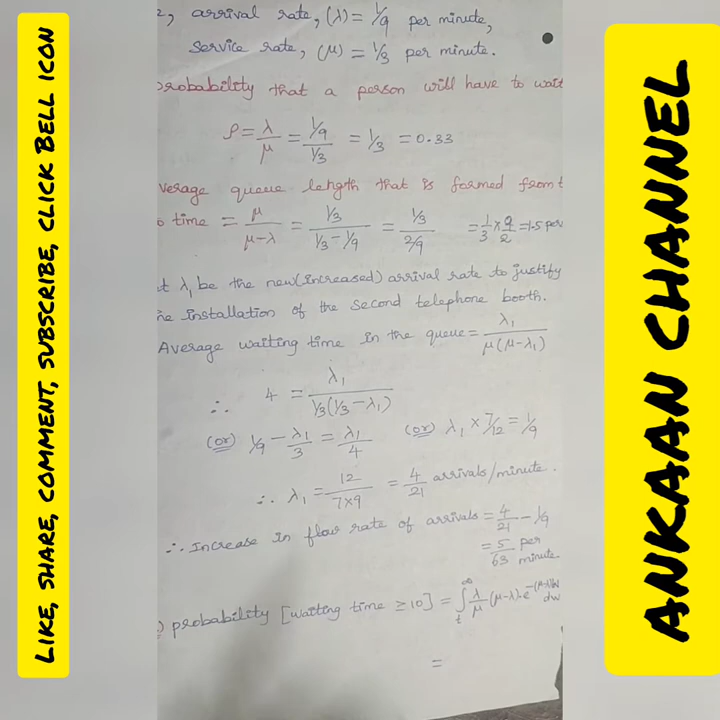 LIKE, SHARE, COMMENT, SUBSCRIBE, CLICK BELL ICON
arrival rate, (λ) = 1/9 per minute,
Service rate, (μ) = 1/3 per minute.
probability that a person will have to wait
ρ = λ/μ = (1/9)/(1/3) = 1/3 = 0.33
verage queue length that is formed from t
o time = μ/(μ-λ) = (1/3)/(1/3 - 1/9) = (1/3)/(2/9) = 1/3 × 9/2 = 1.5 per
t λ₁ be the new (increased) arrival rate to justify
he installation of the second telephone booth.
Average waiting time in the queue = λ₁/(μ(μ-λ₁))
∴ 4 = λ₁/(1/3(1/3 - λ₁))
(or) 1/9 - λ₁/3 = λ₁/4 (or) λ₁ × 7/12 = 1/9
∴ λ₁ = 12/(7×9) = 4/21 arrivals/minute.
∴ Increase in flow rate of arrivals = 4/21 - 1/9
= 5/63 per minute
) probability [waiting time ≥ 10] = ∫_t^∞ λ/μ (μ-λ)·e^-(μ-λ)w dw
=
ANKAAN CHANNEL